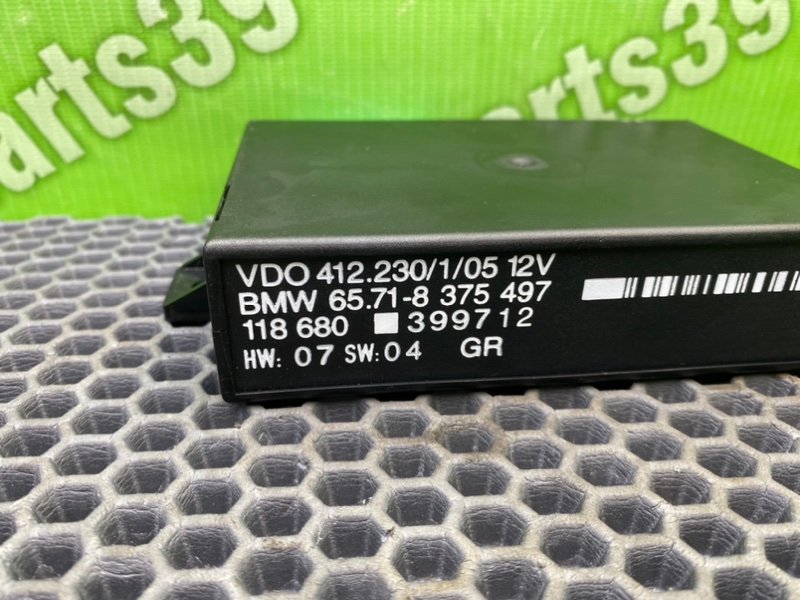 arts39
arts39
VDO 412.230/1/05 12V
BMW 65.71-8 375 497
118 680 399712
HW: 07 SW: 04 GR